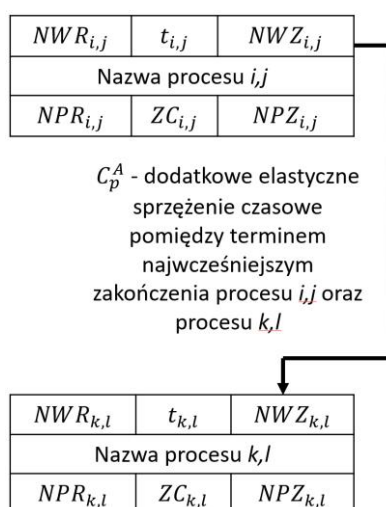 NWR_{i,j} t_{i,j} NWZ_{i,j}
Nazwa procesu i,j
NPR_{i,j} ZC_{i,j} NPZ_{i,j}
C_p^A - dodatkowe elastyczne
sprzężenie czasowe
pomiędzy terminem
najwcześniejszym
zakończenia procesu i,j oraz
procesu k,l
NWR_{k,l} t_{k,l} NWZ_{k,l}
Nazwa procesu k,l
NPR_{k,l} ZC_{k,l} NPZ_{k,l}